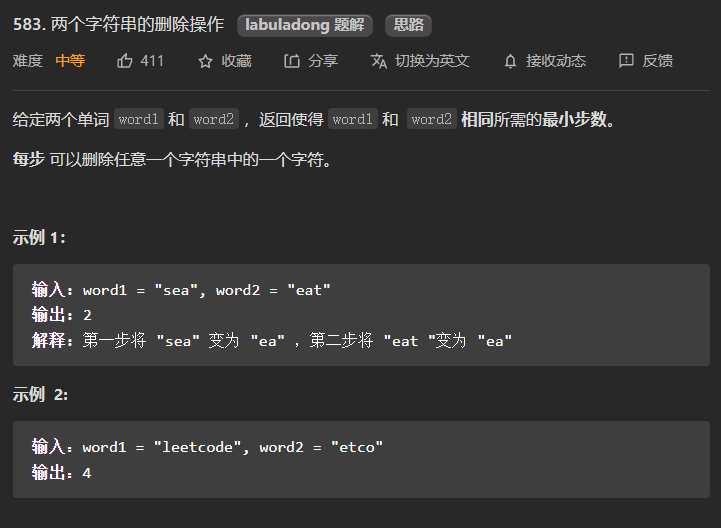 583. 两个字符串的删除操作 labuladong 题解 思路
难度 中等 411 收藏 分享 切换为英文 接收动态 反馈
给定两个单词 word1 和 word2 ，返回使得 word1 和 word2 相同所需的最小步数。
每步 可以删除任意一个字符串中的一个字符。
示例 1：
输入：word1 = "sea", word2 = "eat"
输出：2
解释：第一步将 "sea" 变为 "ea" ，第二步将 "eat "变为 "ea"
示例 2:
输入：word1 = "leetcode", word2 = "etco"
输出：4